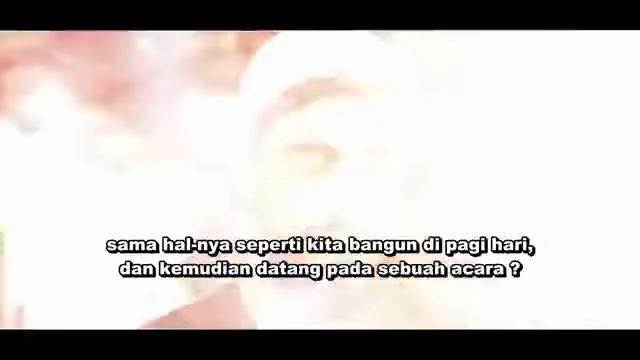 sama hal-nya seperti kita bangun di pagi hari,
dan kemudian datang pada sebuah acara ?